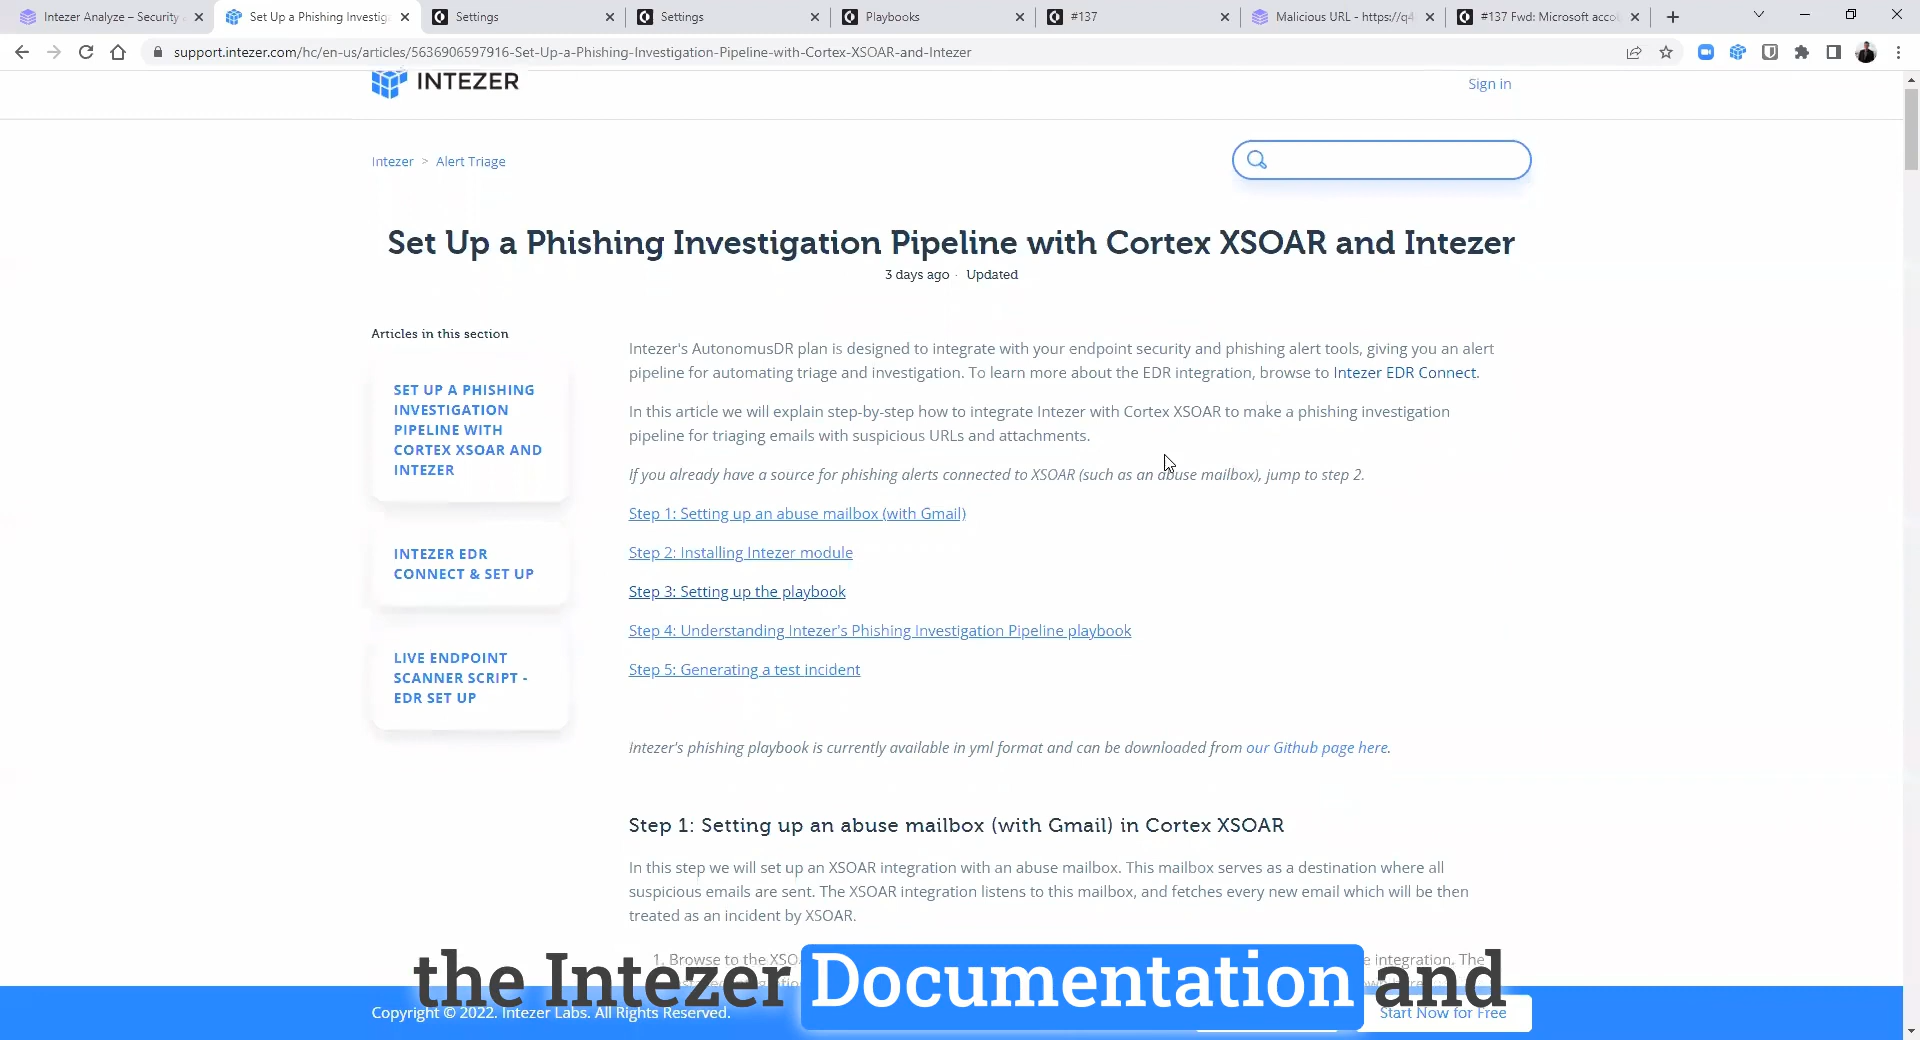 Intezer Analyze – Security
Set Up a Phishing Investig
Settings
Settings
Playbooks
#137
Malicious URL - https://q4
#137 Fwd: Microsoft acco
support.intezer.com/hc/en-us/articles/5636906597916-Set-Up-a-Phishing-Investigation-Pipeline-with-Cortex-XSOAR-and-Intezer
INTEZER
Sign in
Intezer > Alert Triage
Set Up a Phishing Investigation Pipeline with Cortex XSOAR and Intezer
3 days ago · Updated
Articles in this section
SET UP A PHISHING
INVESTIGATION
PIPELINE WITH
CORTEX XSOAR AND
INTEZER
INTEZER EDR
CONNECT & SET UP
LIVE ENDPOINT
SCANNER SCRIPT -
EDR SET UP
Intezer's AutonomusDR plan is designed to integrate with your endpoint security and phishing alert tools, giving you an alert
pipeline for automating triage and investigation. To learn more about the EDR integration, browse to Intezer EDR Connect.
In this article we will explain step-by-step how to integrate Intezer with Cortex XSOAR to make a phishing investigation
pipeline for triaging emails with suspicious URLs and attachments.
If you already have a source for phishing alerts connected to XSOAR (such as an abuse mailbox), jump to step 2.
Step 1: Setting up an abuse mailbox (with Gmail)
Step 2: Installing Intezer module
Step 3: Setting up the playbook
Step 4: Understanding Intezer's Phishing Investigation Pipeline playbook
Step 5: Generating a test incident
Intezer's phishing playbook is currently available in yml format and can be downloaded from our Github page here.
Step 1: Setting up an abuse mailbox (with Gmail) in Cortex XSOAR
In this step we will set up an XSOAR integration with an abuse mailbox. This mailbox serves as a destination where all
suspicious emails are sent. The XSOAR integration listens to this mailbox, and fetches every new email which will be then
treated as an incident by XSOAR.
1. Browse to the XSO integration. The
the Intezer Documentation and
Copyright © 2022. Intezer Labs. All Rights Reserved.
Start Now for Free